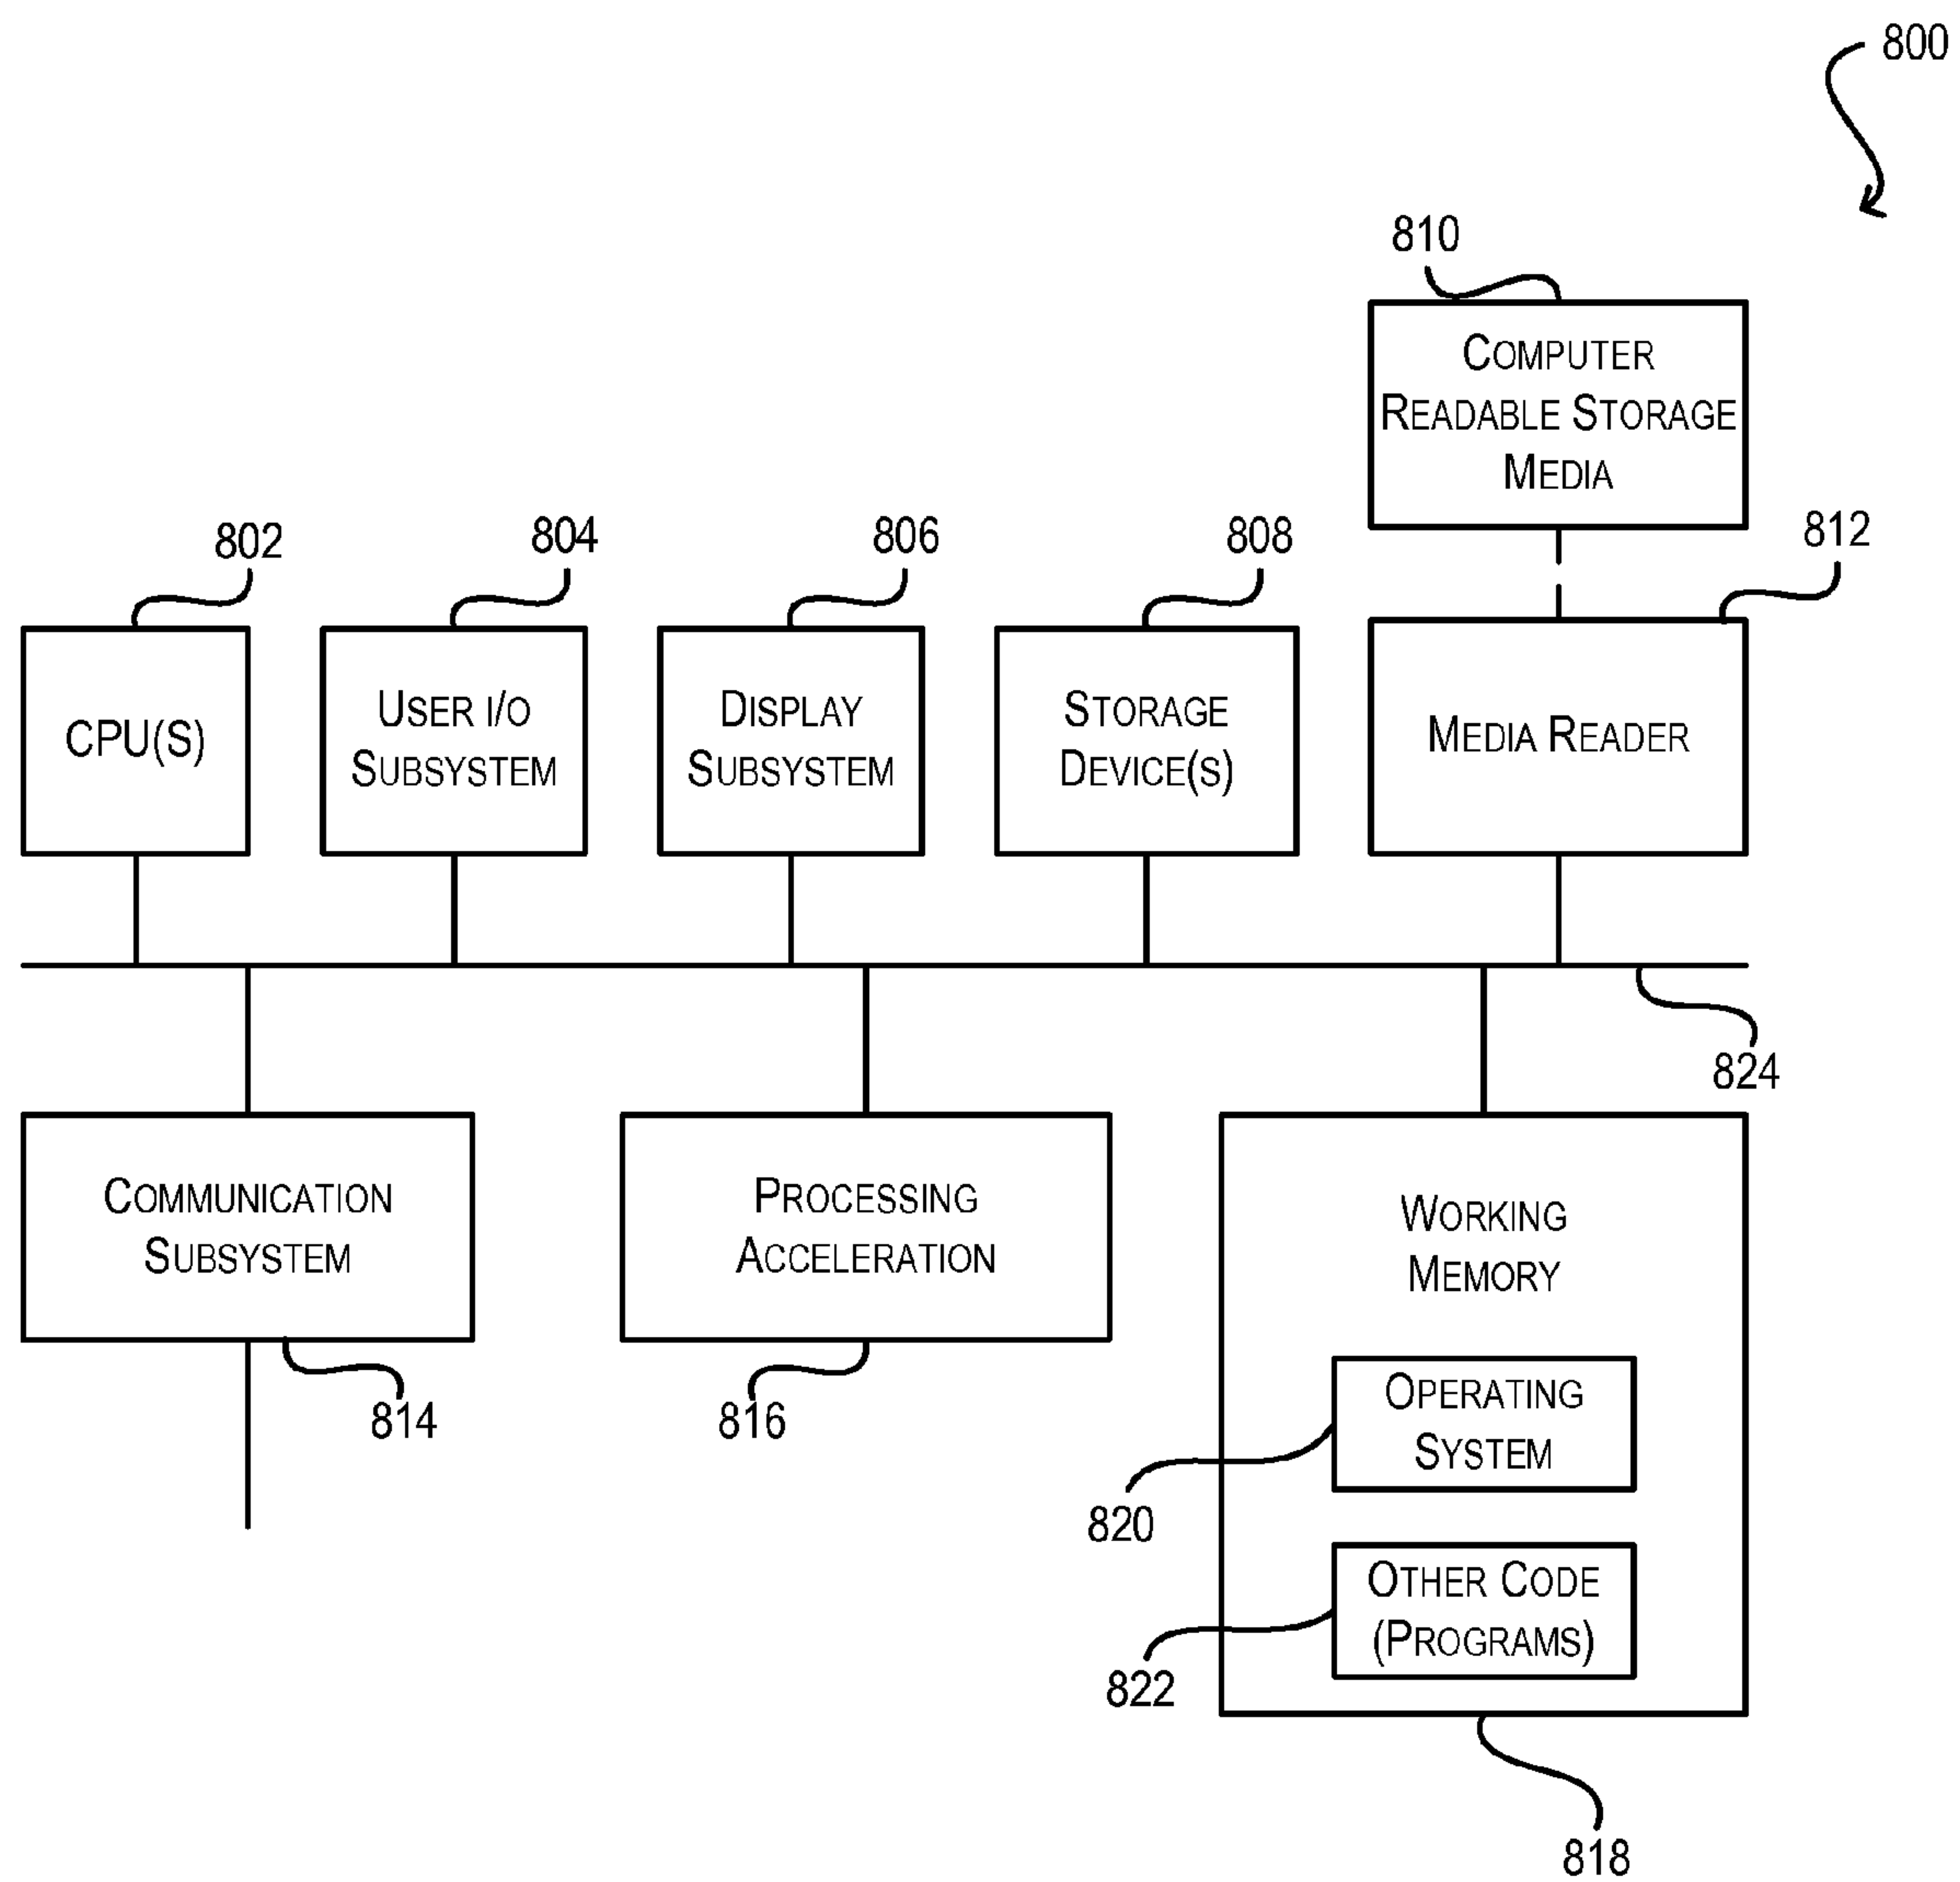 800
810
COMPUTER
READABLE STORAGE
MEDIA
802
804
806
808
812
CPU(S)
USER I/O
SUBSYSTEM
DISPLAY
SUBSYSTEM
STORAGE
DEVICE(S)
MEDIA READER
824
COMMUNICATION
SUBSYSTEM
PROCESSING
ACCELERATION
WORKING
MEMORY
814
816
OPERATING
SYSTEM
820
OTHER CODE
(PROGRAMS)
822
818